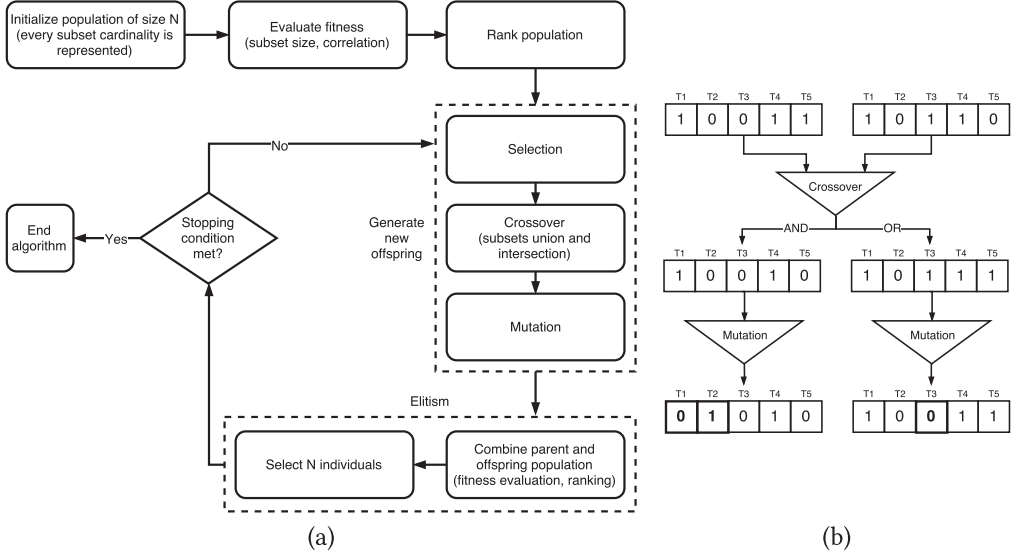 Initialize population of size N
(every subset cardinality is
represented)
Evaluate fitness
(subset size, correlation)
Rank population
Selection
Crossover
(subsets union and
intersection)
Mutation
Generate
new
offspring
No
Stopping
condition
met?
Yes
End
algorithm
Elitism
Combine parent and
offspring population
(fitness evaluation, ranking)
Select N individuals
(a)
T1 T2 T3 T4 T5
1 0 0 1 1
T1 T2 T3 T4 T5
1 0 1 1 0
Crossover
AND
OR
T1 T2 T3 T4 T5
1 0 0 1 0
T1 T2 T3 T4 T5
1 0 1 1 1
Mutation
Mutation
T1 T2 T3 T4 T5
0 1 0 1 0
T1 T2 T3 T4 T5
1 0 0 1 1
(b)